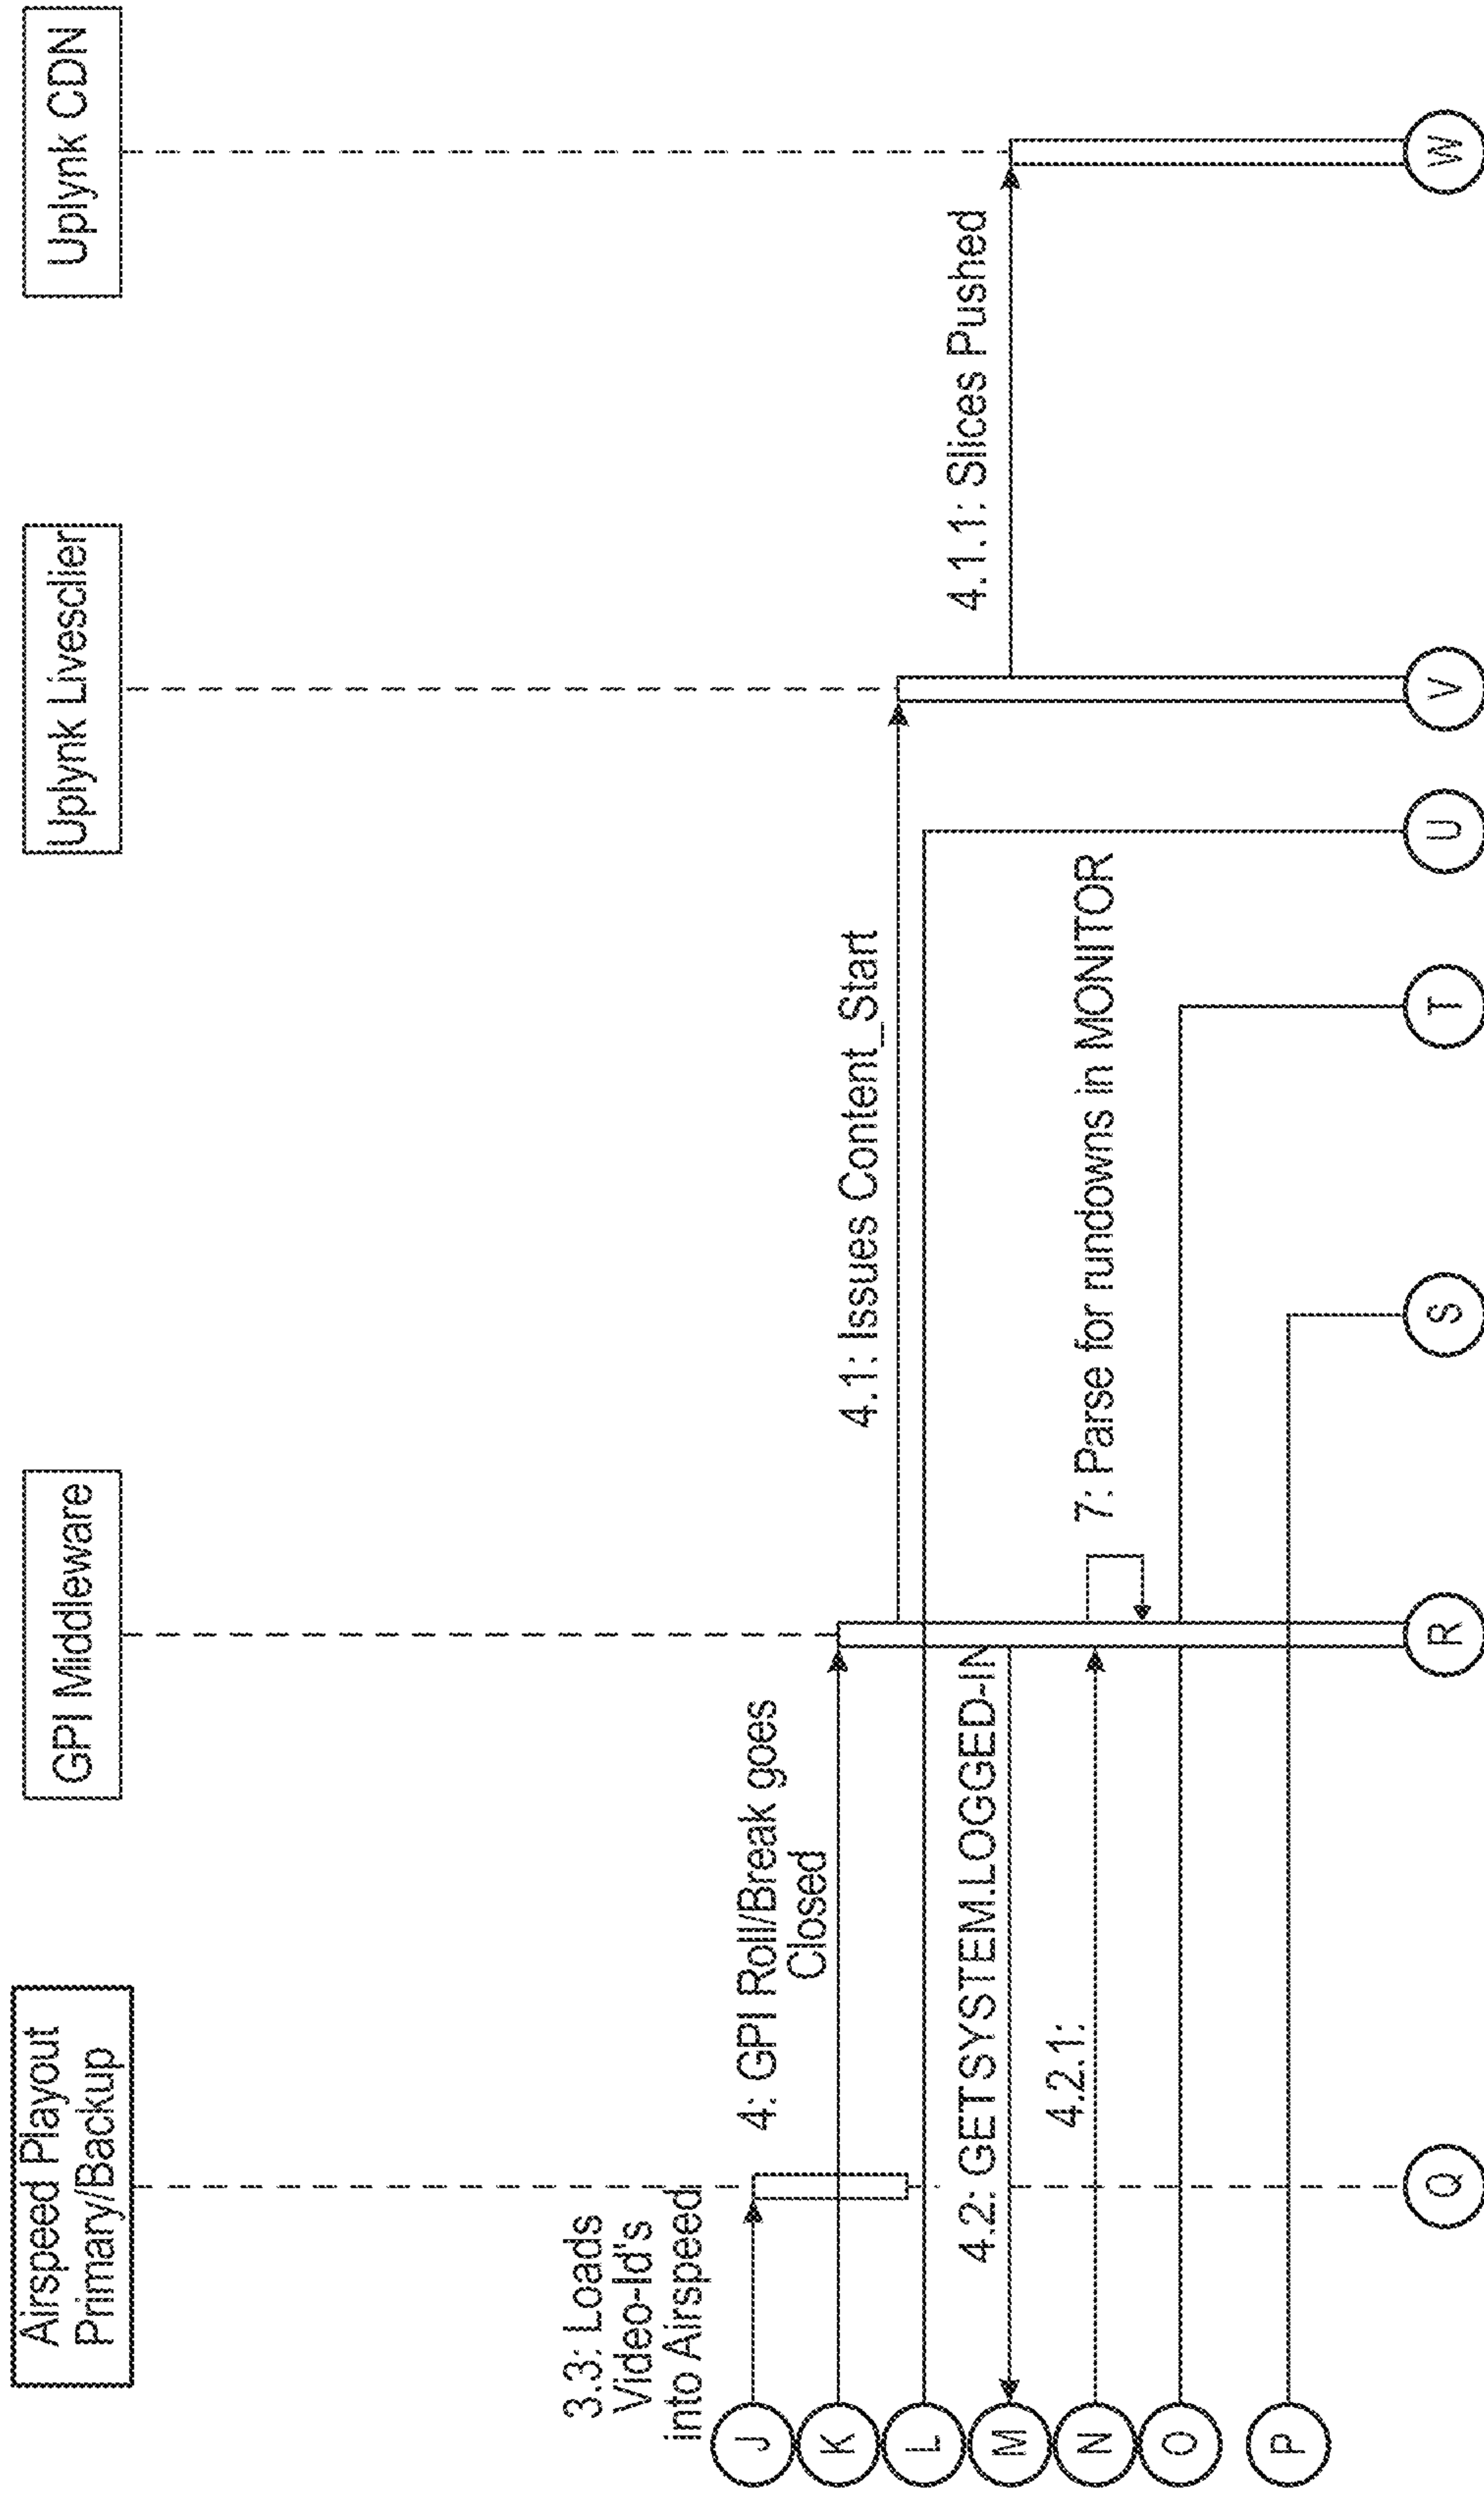 Airspeed Playout
Primary/Backup
GPI Middleware
Uplynk Livesclier
Uplynk CDN
3.3: Loads
Video-Id's
into Airspeed
4: GPI Roll/Break goes
Closed
4.1: Issues Content_Start
4.2: GETSYSTEM.LOGGED-IN
4.1.1: Slices Pushed
4.2.1:
7: Parse for rundowns in MONITOR
J
K
L
M
N
O
P
Q
R
S
T
U
V
W